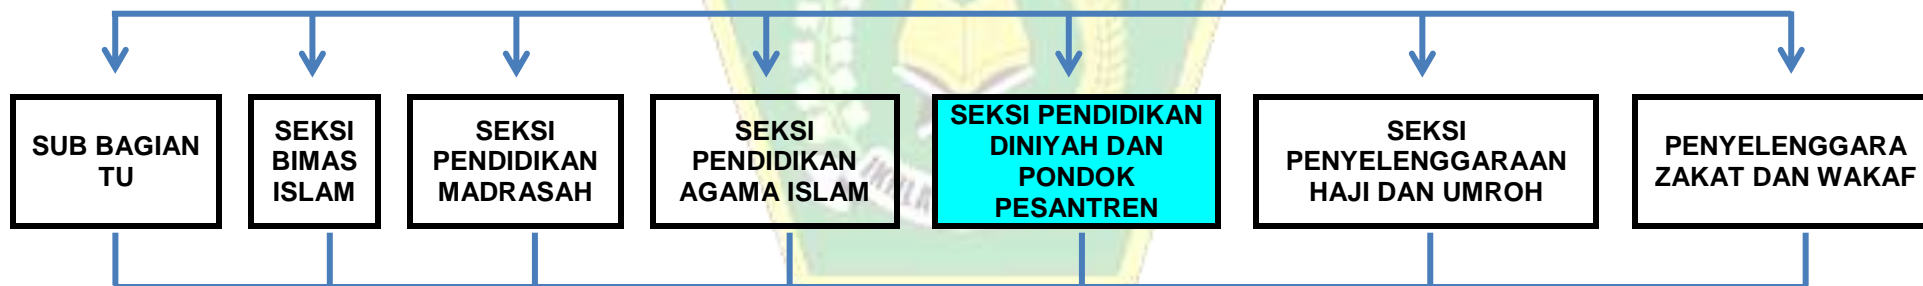 SUB BAGIAN
TU
SEKSI
BIMAS
ISLAM
SEKSI
PENDIDIKAN
MADRASAH
SEKSI
PENDIDIKAN
AGAMA ISLAM
SEKSI PENDIDIKAN
DINIYAH DAN
PONDOK
PESANTREN
SEKSI
PENYELENGGARAAN
HAJI DAN UMROH
PENYELENGGARA
ZAKAT DAN WAKAF